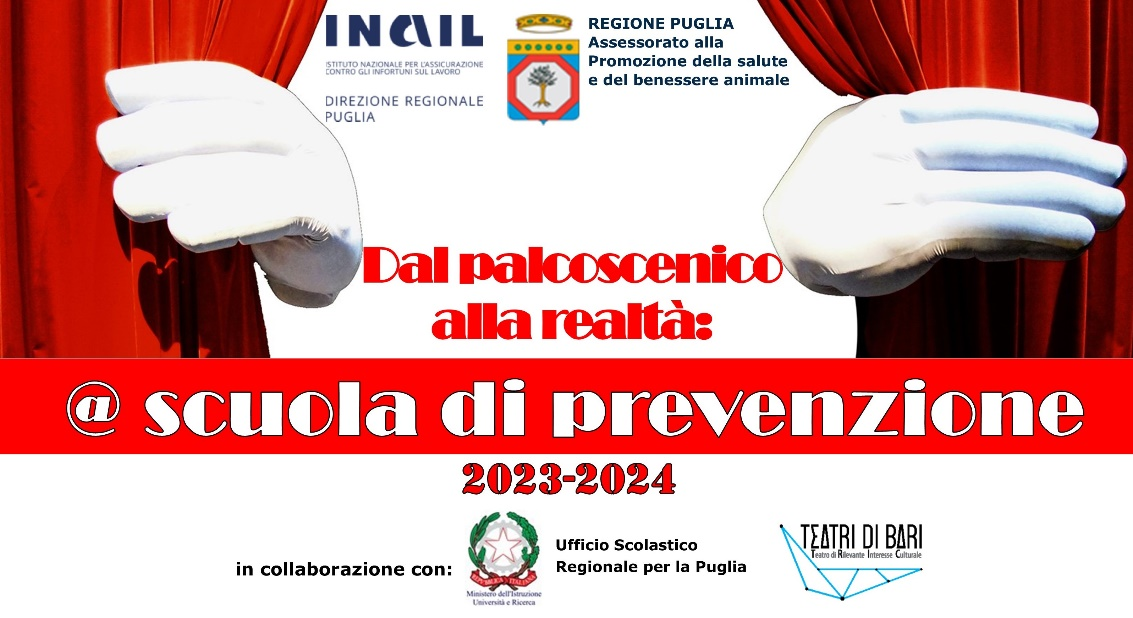 INAIL
ISTITUTO NAZIONALE PER L'ASSICURAZIONE
CONTRO GLI INFORTUNI SUL LAVORO
DIREZIONE REGIONALE
PUGLIA
REGIONE PUGLIA
Assessorato alla
Promozione della salute
e del benessere animale
Dal palcoscenico
alla realtà:
@ scuola di prevenzione
2023-2024
in collaborazione con:
REPVBBLICA ITALIANA
Ministero dell'Istruzione
Università e Ricerca
Ufficio Scolastico
Regionale per la Puglia
TEATRI DI BARI
Teatro di Rilevante Interesse Culturale